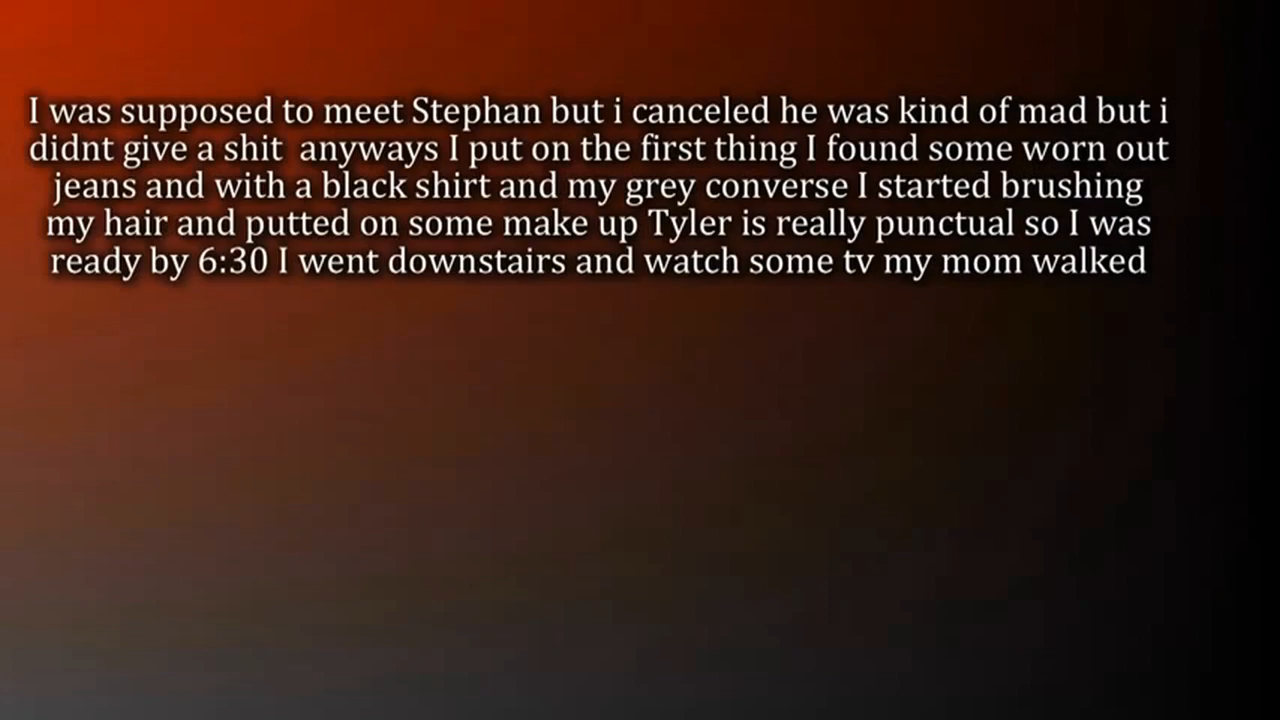 I was supposed to meet Stephan but i canceled he was kind of mad but i
didnt give a shit  anyways I put on the first thing I found some worn out
jeans and with a black shirt and my grey converse I started brushing
my hair and putted on some make up Tyler is really punctual so I was
ready by 6:30 I went downstairs and watch some tv my mom walked